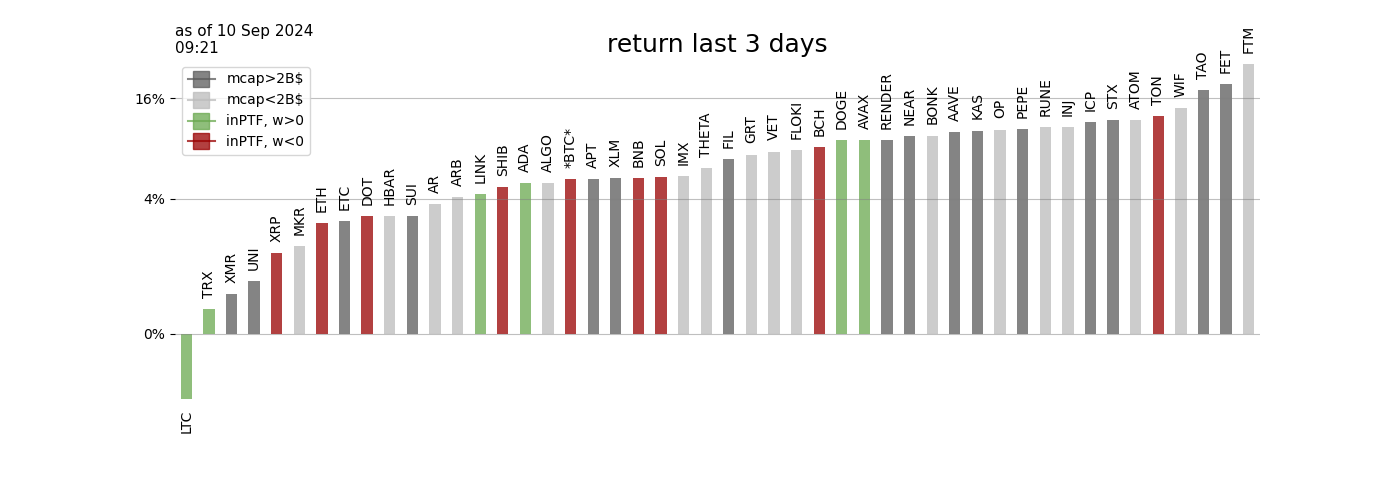 as of 10 Sep 2024
09:21
return last 3 days
mcap>2B$
mcap<2B$
inPTF, w>0
inPTF, w<0
16%
4%
0%
LTC
TRX
XMR
UNI
XRP
MKR
ETH
ETC
DOT
HBAR
SUI
AR
ARB
LINK
SHIB
ADA
ALGO
*BTC*
APT
XLM
BNB
SOL
IMX
THETA
FIL
GRT
VET
FLOKI
BCH
DOGE
AVAX
RENDER
NEAR
BONK
AAVE
KAS
OP
PEPE
RUNE
INJ
ICP
STX
ATOM
TON
WIF
TAO
FET
FTM